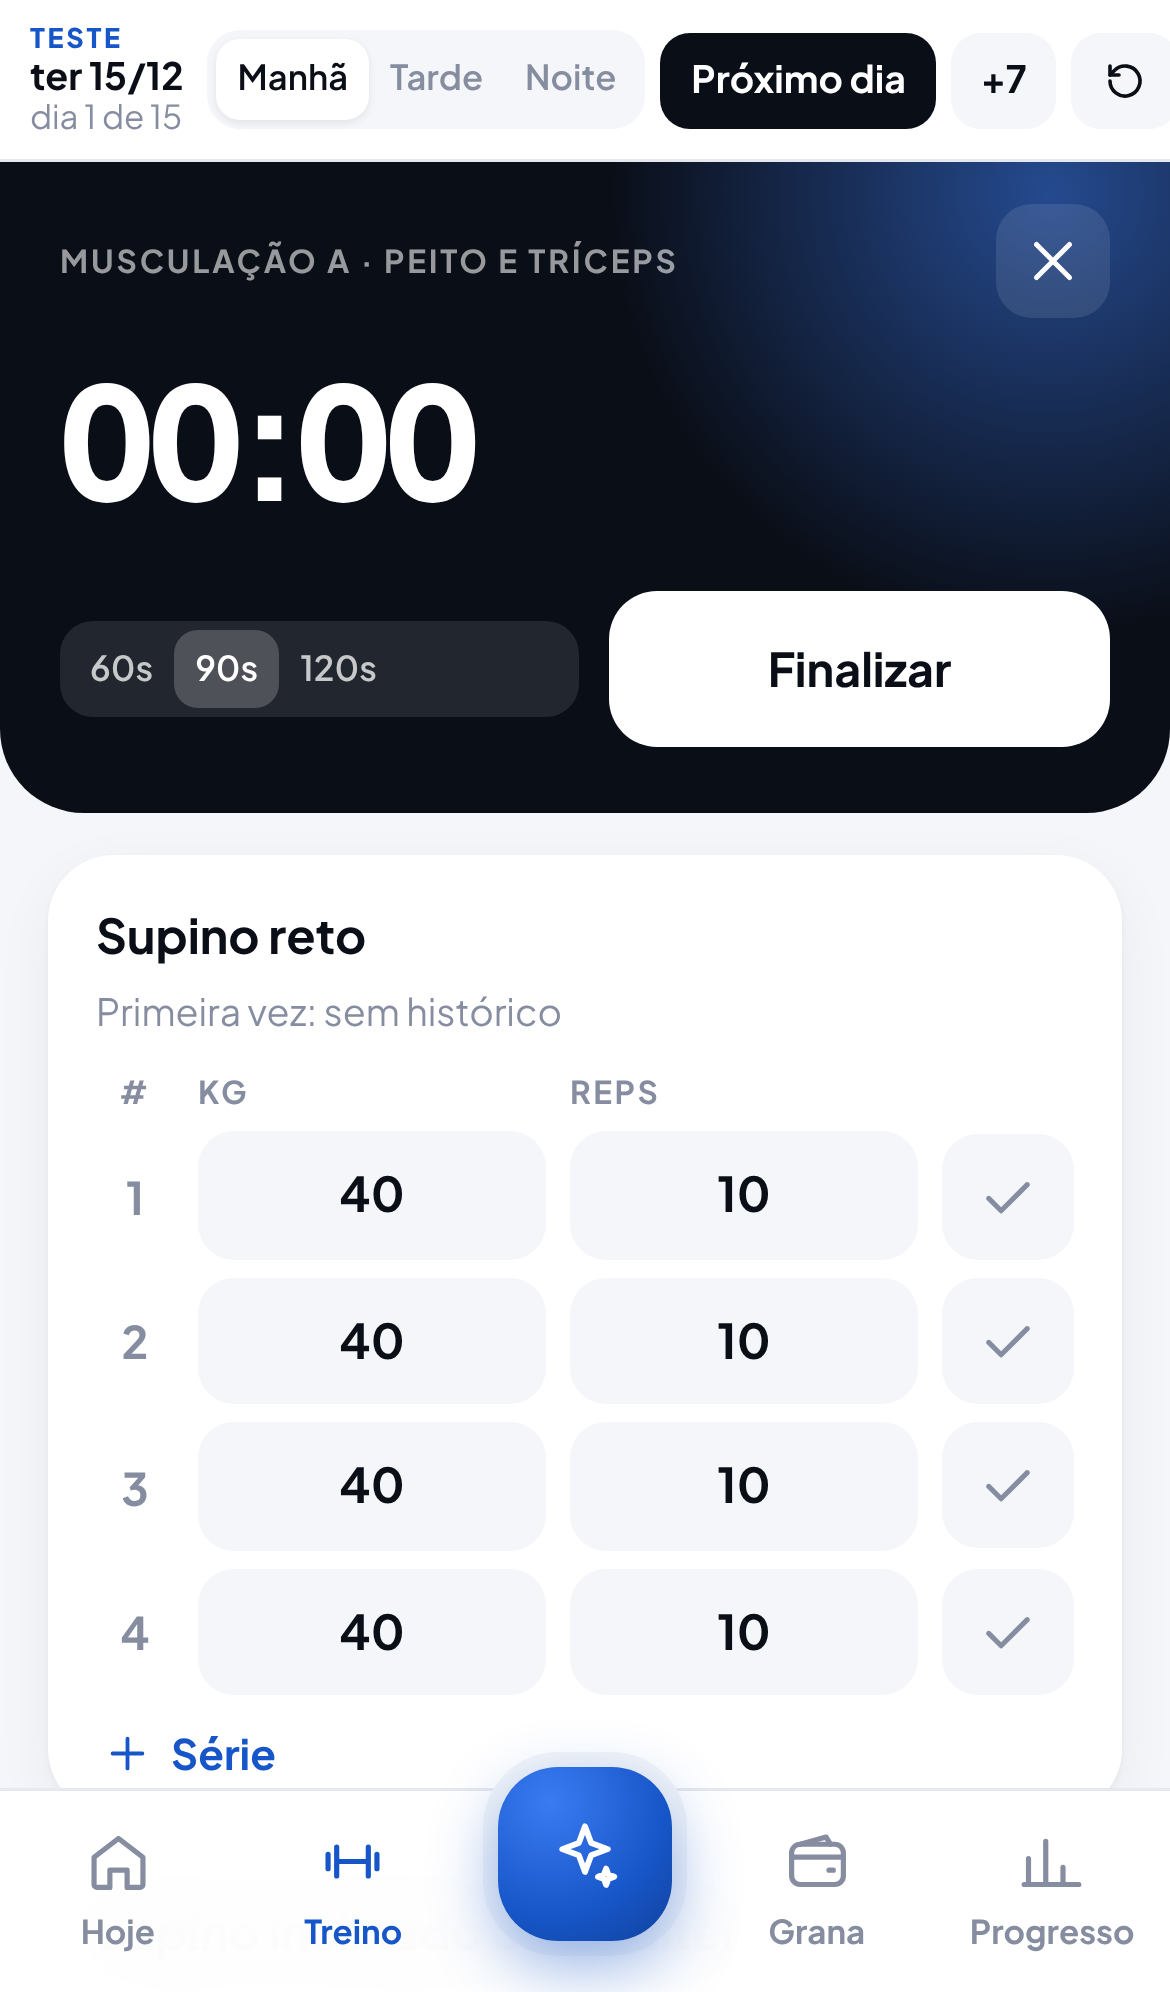 TESTE
ter 15/12
dia 1 de 15
Manhã Tarde Noite
Próximo dia
+7
MUSCULAÇÃO A · PEITO E TRÍCEPS
00:00
60s 90s 120s
Finalizar
Supino reto
Primeira vez: sem histórico
# KG REPS
1 40 10
2 40 10
3 40 10
4 40 10
+ Série
Hoje Treino Grana Progresso